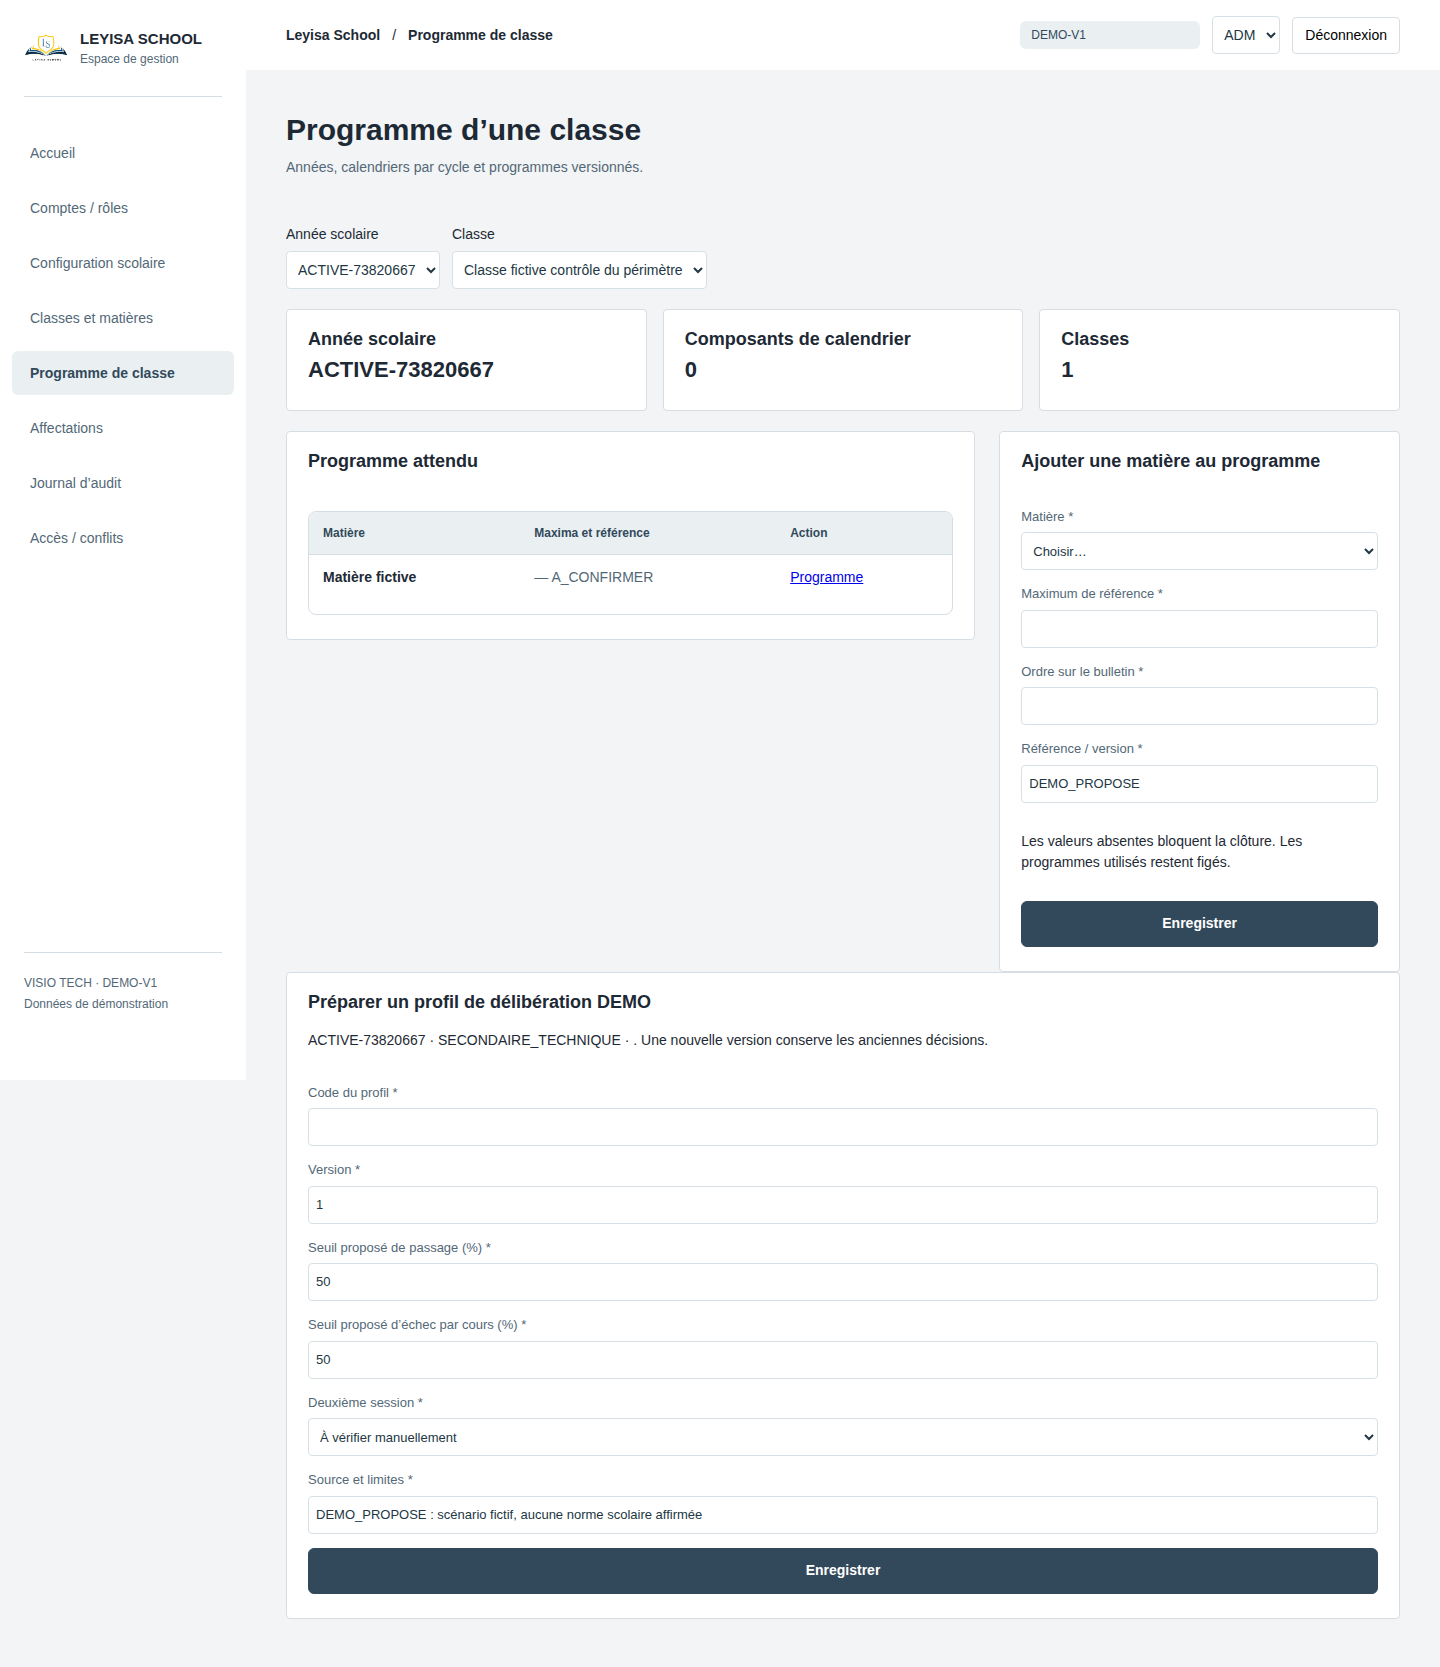 LEYISA SCHOOL
Espace de gestion
Accueil
Comptes / rôles
Configuration scolaire
Classes et matières
Programme de classe
Affectations
Journal d’audit
Accès / conflits
VISIO TECH · DEMO-V1
Données de démonstration
Leyisa School / Programme de classe
DEMO-V1
ADM
Déconnexion
Programme d’une classe
Années, calendriers par cycle et programmes versionnés.
Année scolaire
ACTIVE-73820667
Classe
Classe fictive contrôle du périmètre
Année scolaire
ACTIVE-73820667
Composants de calendrier
0
Classes
1
Programme attendu
Matière Maxima et référence Action
Matière fictive — A_CONFIRMER Programme
Ajouter une matière au programme
Matière *
Choisir…
Maximum de référence *
Ordre sur le bulletin *
Référence / version *
DEMO_PROPOSE
Les valeurs absentes bloquent la clôture. Les
programmes utilisés restent figés.
Enregistrer
Préparer un profil de délibération DEMO
ACTIVE-73820667 · SECONDAIRE_TECHNIQUE · . Une nouvelle version conserve les anciennes décisions.
Code du profil *
Version *
1
Seuil proposé de passage (%) *
50
Seuil proposé d’échec par cours (%) *
50
Deuxième session *
À vérifier manuellement
Source et limites *
DEMO_PROPOSE : scénario fictif, aucune norme scolaire affirmée
Enregistrer